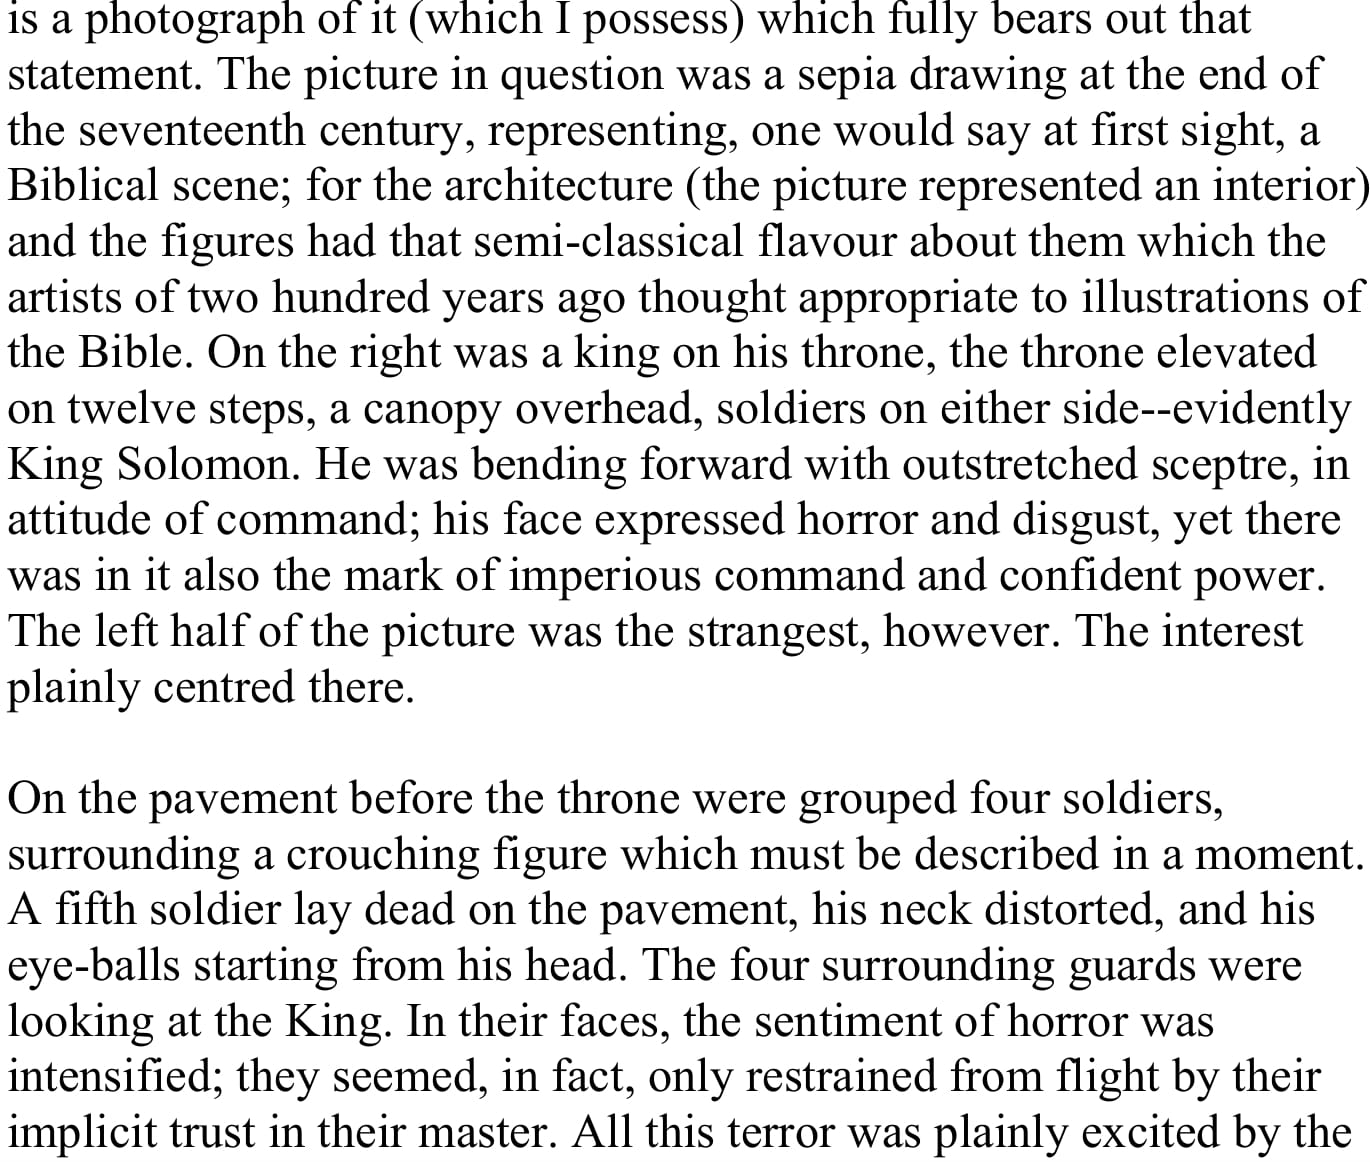 is a photograph of it (which I possess) which fully bears out that
statement. The picture in question was a sepia drawing at the end of
the seventeenth century, representing, one would say at first sight, a
Biblical scene; for the architecture (the picture represented an interior)
and the figures had that semi-classical flavour about them which the
artists of two hundred years ago thought appropriate to illustrations of
the Bible. On the right was a king on his throne, the throne elevated
on twelve steps, a canopy overhead, soldiers on either side--evidently
King Solomon. He was bending forward with outstretched sceptre, in
attitude of command; his face expressed horror and disgust, yet there
was in it also the mark of imperious command and confident power.
The left half of the picture was the strangest, however. The interest
plainly centred there.

On the pavement before the throne were grouped four soldiers,
surrounding a crouching figure which must be described in a moment.
A fifth soldier lay dead on the pavement, his neck distorted, and his
eye-balls starting from his head. The four surrounding guards were
looking at the King. In their faces, the sentiment of horror was
intensified; they seemed, in fact, only restrained from flight by their
implicit trust in their master. All this terror was plainly excited by the